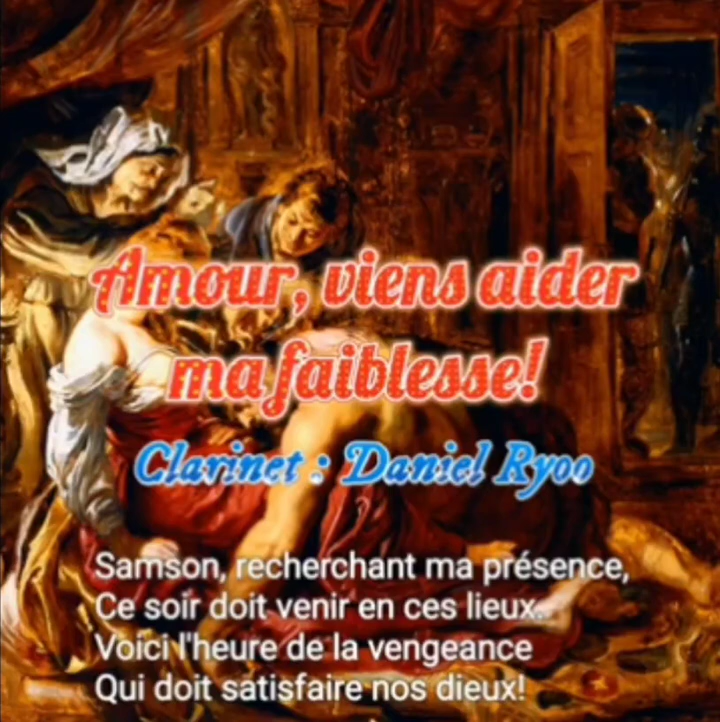 Amour, viens aider
ma faiblesse!
Clarinet : Daniel Ryoo
Samson, recherchant ma présence,
Ce soir doit venir en ces lieux.
Voici l'heure de la vengeance
Qui doit satisfaire nos dieux!